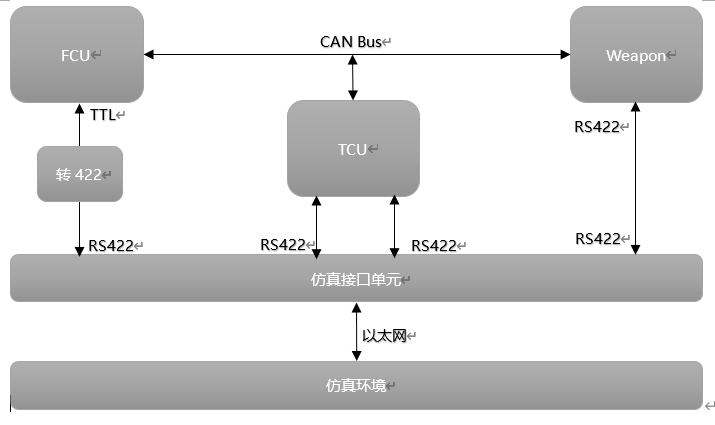 FCU
CAN Bus
Weapon
TTL
RS422
TCU
转 422
RS422
RS422
RS422
RS422
仿真接口单元
以太网
仿真环境